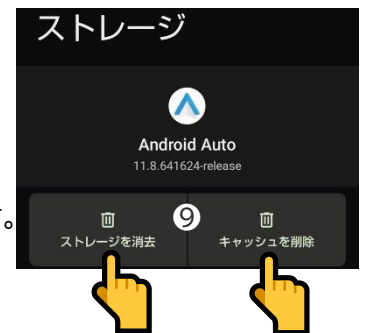 ストレージ
Android Auto
11.8.641624-release
。
❾
ストレージを消去 キャッシュを削除